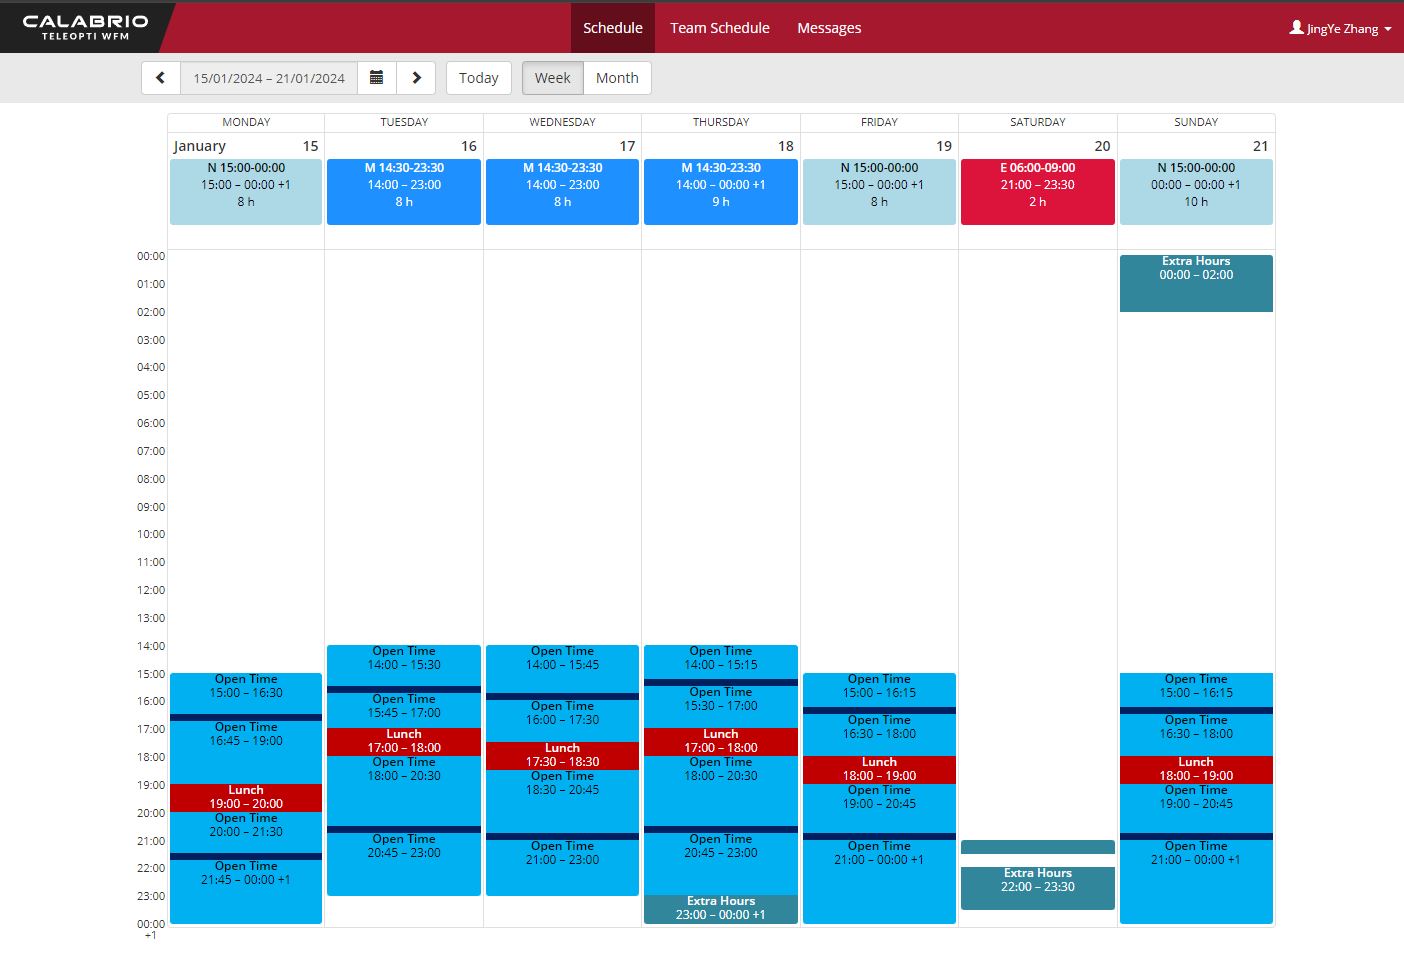 CALABRIO
TELEOPTI WFM
Schedule
Team Schedule
Messages
JingYe Zhang
15/01/2024 – 21/01/2024
Today
Week
Month
MONDAY
TUESDAY
WEDNESDAY
THURSDAY
FRIDAY
SATURDAY
SUNDAY
January 15
16
17
18
19
20
21
N 15:00-00:00
15:00 – 00:00 +1
8 h
M 14:30-23:30
14:00 – 23:00
8 h
M 14:30-23:30
14:00 – 23:00
8 h
M 14:30-23:30
14:00 – 00:00 +1
9 h
N 15:00-00:00
15:00 – 00:00 +1
8 h
E 06:00-09:00
21:00 – 23:30
2 h
N 15:00-00:00
00:00 – 00:00 +1
10 h
00:00
01:00
02:00
03:00
04:00
05:00
06:00
07:00
08:00
09:00
10:00
11:00
12:00
13:00
14:00
15:00
16:00
17:00
18:00
19:00
20:00
21:00
22:00
23:00
00:00
+1
Open Time
15:00 – 16:30
Open Time
16:45 – 19:00
Lunch
19:00 – 20:00
Open Time
20:00 – 21:30
Open Time
21:45 – 00:00 +1
Open Time
14:00 – 15:30
Open Time
15:45 – 17:00
Lunch
17:00 – 18:00
Open Time
18:00 – 20:30
Open Time
20:45 – 23:00
Open Time
14:00 – 15:45
Open Time
16:00 – 17:30
Lunch
17:30 – 18:30
Open Time
18:30 – 20:45
Open Time
21:00 – 23:00
Open Time
14:00 – 15:15
Open Time
15:30 – 17:00
Lunch
17:00 – 18:00
Open Time
18:00 – 20:30
Open Time
20:45 – 23:00
Extra Hours
23:00 – 00:00 +1
Open Time
15:00 – 16:15
Open Time
16:30 – 18:00
Lunch
18:00 – 19:00
Open Time
19:00 – 20:45
Open Time
21:00 – 00:00 +1
Extra Hours
22:00 – 23:30
Extra Hours
00:00 – 02:00
Open Time
15:00 – 16:15
Open Time
16:30 – 18:00
Lunch
18:00 – 19:00
Open Time
19:00 – 20:45
Open Time
21:00 – 00:00 +1